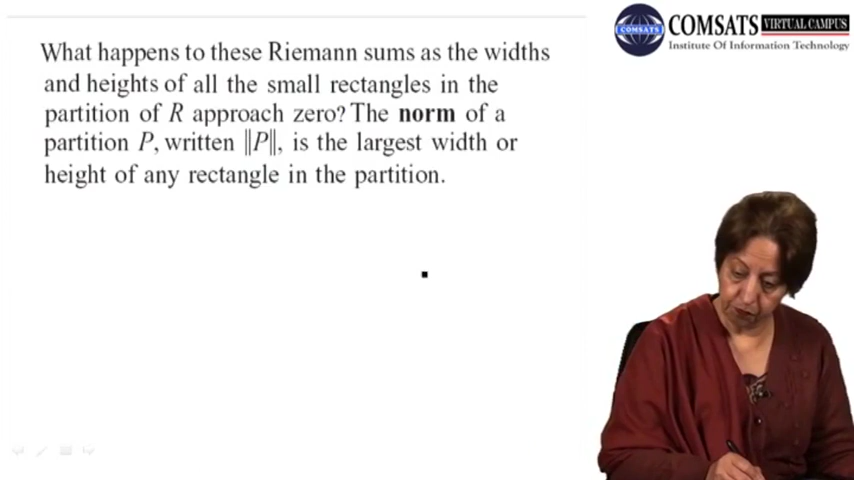 What happens to these Riemann sums as the widths
and heights of all the small rectangles in the
partition of R approach zero? The norm of a
partition P, written ‖P‖, is the largest width or
height of any rectangle in the partition.
COMSATS VIRTUAL CAMPUS
Institute Of Information Technology
COMSATS